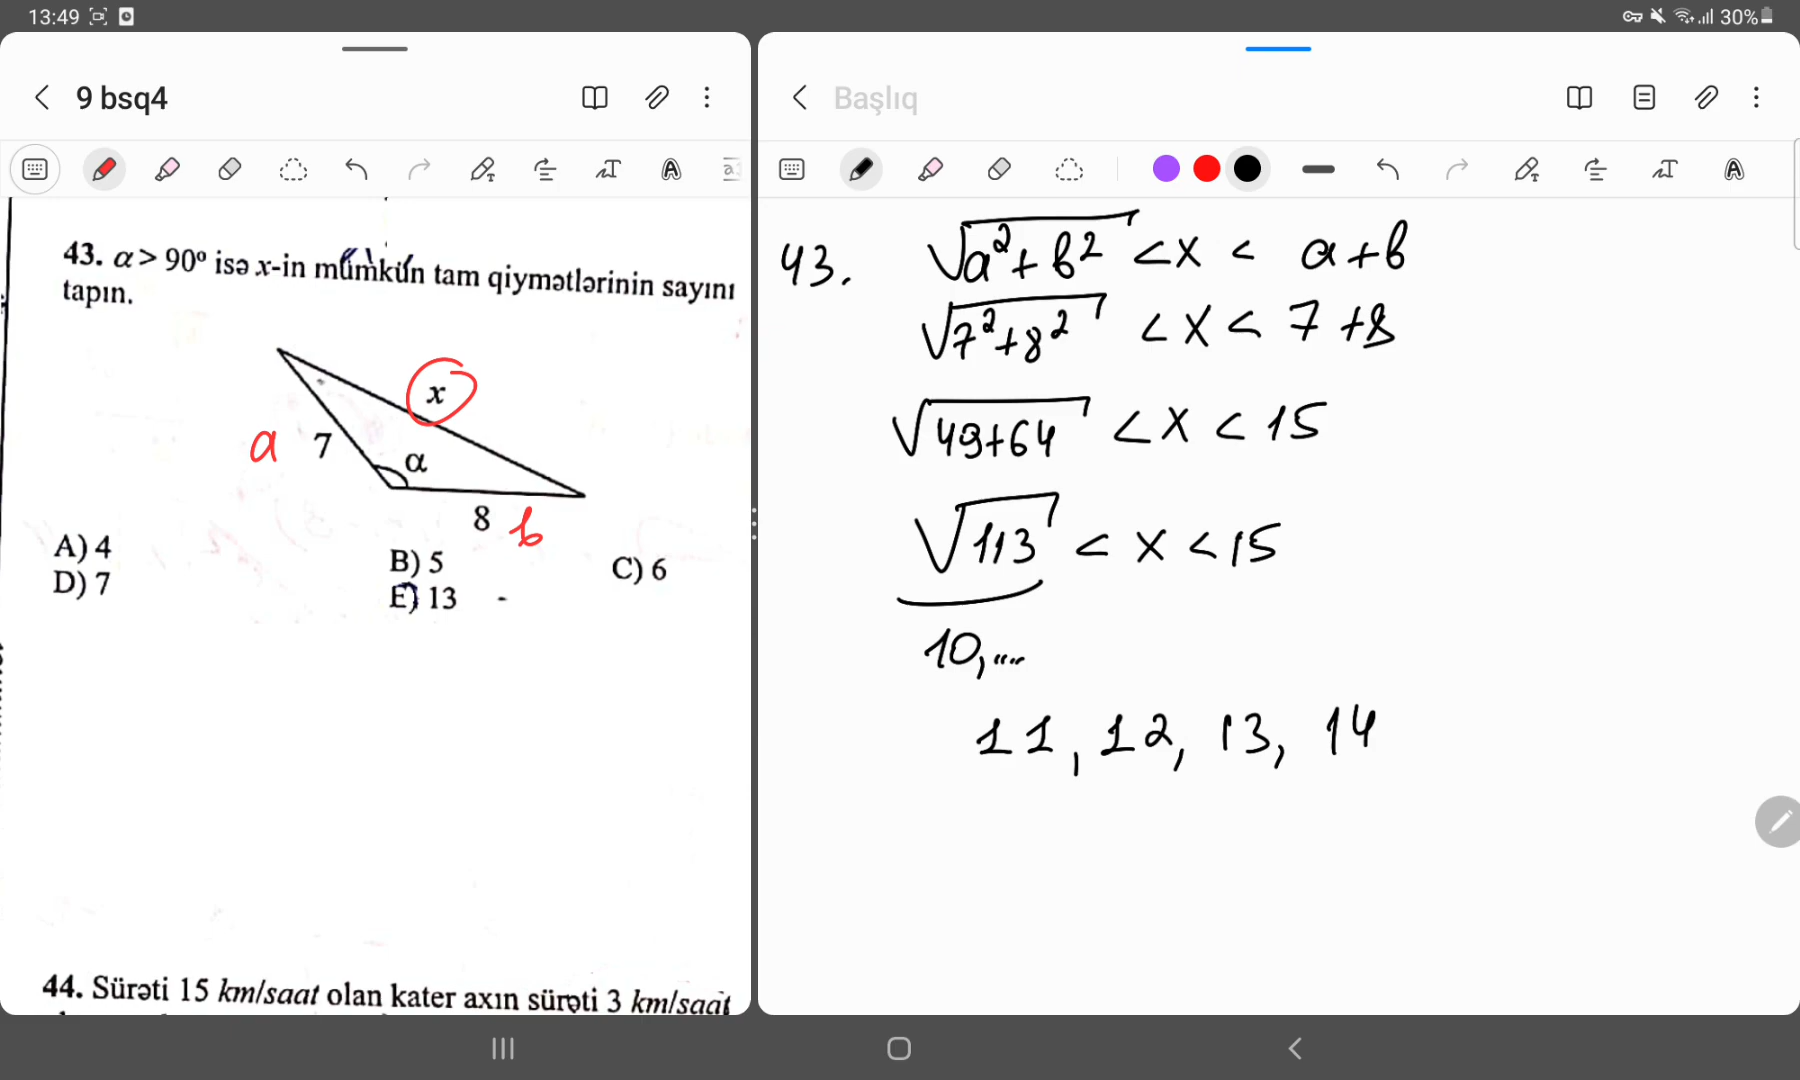 13:49
30%
9 bsq4
Başlıq
43. α > 90° isə x-in mümkün tam qiymətlərinin sayını
tapın.
x
a 7
α
8 b
A) 4
B) 5
C) 6
D) 7
E) 13
44. Sürəti 15 km/saat olan kater axın sürəti 3 km/saat
43. √a²+b² < x < a+b
√7²+8² < x < 7+8
√49+64 < x < 15
√113 < x < 15
10,....
11, 12, 13, 14